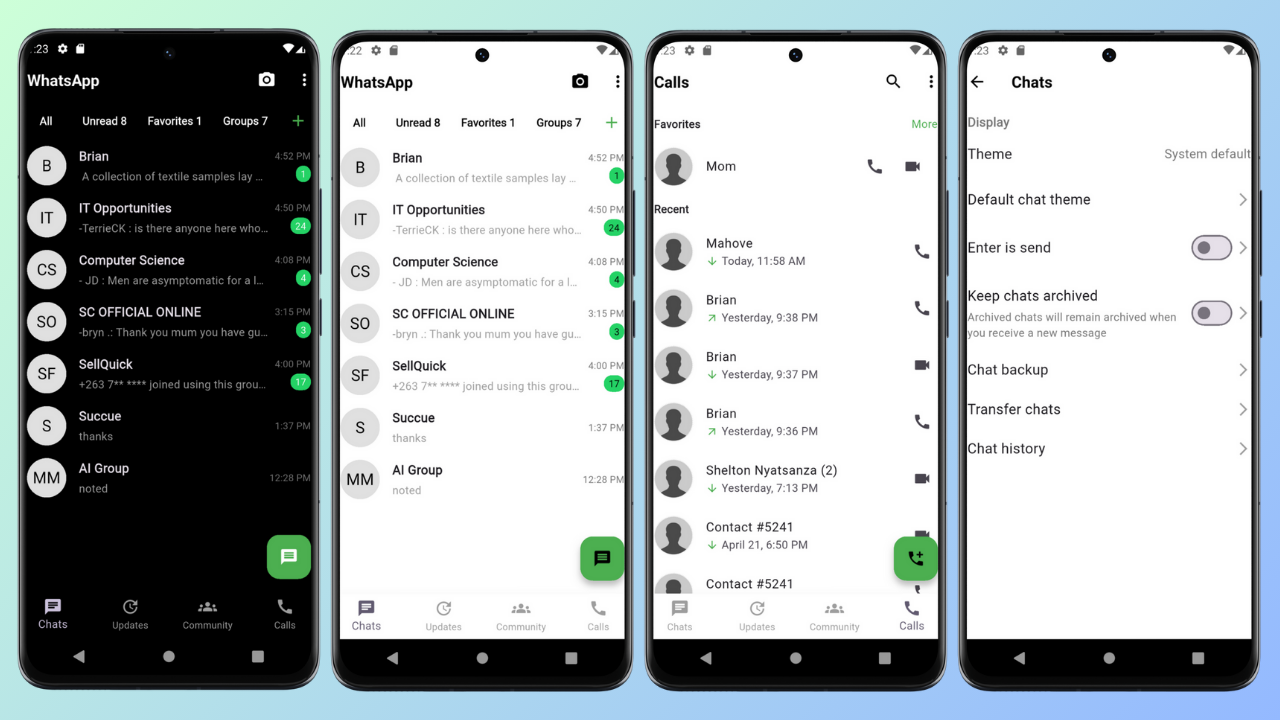 :23
WhatsApp
All Unread 8 Favorites 1 Groups 7 +
B Brian 4:52 PM
A collection of textile samples lay ... 1
IT IT Opportunities 4:50 PM
-TerrieCK : is there anyone here who... 24
CS Computer Science 4:08 PM
- JD : Men are asymptomatic for a l... 4
SO SC OFFICIAL ONLINE 3:15 PM
-bryn .: Thank you mum you have gu... 3
SF SellQuick 4:00 PM
+263 7** **** joined using this grou... 17
S Succue 1:37 PM
thanks
MM AI Group 12:28 PM
noted
Chats Updates Community Calls
:22
WhatsApp
All Unread 8 Favorites 1 Groups 7 +
B Brian 4:52 PM
A collection of textile samples lay ... 1
IT IT Opportunities 4:50 PM
-TerrieCK : is there anyone here who... 24
CS Computer Science 4:08 PM
- JD : Men are asymptomatic for a l... 4
SO SC OFFICIAL ONLINE 3:15 PM
-bryn .: Thank you mum you have gu... 3
SF SellQuick 4:00 PM
+263 7** **** joined using this grou... 17
S Succue 1:37 PM
thanks
MM AI Group 12:28 PM
noted
Chats Updates Community Calls
:23
Calls
Favorites More
Mom
Recent
Mahove
Today, 11:58 AM
Brian
Yesterday, 9:38 PM
Brian
Yesterday, 9:37 PM
Brian
Yesterday, 9:36 PM
Shelton Nyatsanza (2)
Yesterday, 7:13 PM
Contact #5241
April 21, 6:50 PM
Contact #5241
Chats Updates Community Calls
:23
Chats
Display
Theme System default
Default chat theme
Enter is send
Keep chats archived
Archived chats will remain archived when
you receive a new message
Chat backup
Transfer chats
Chat history